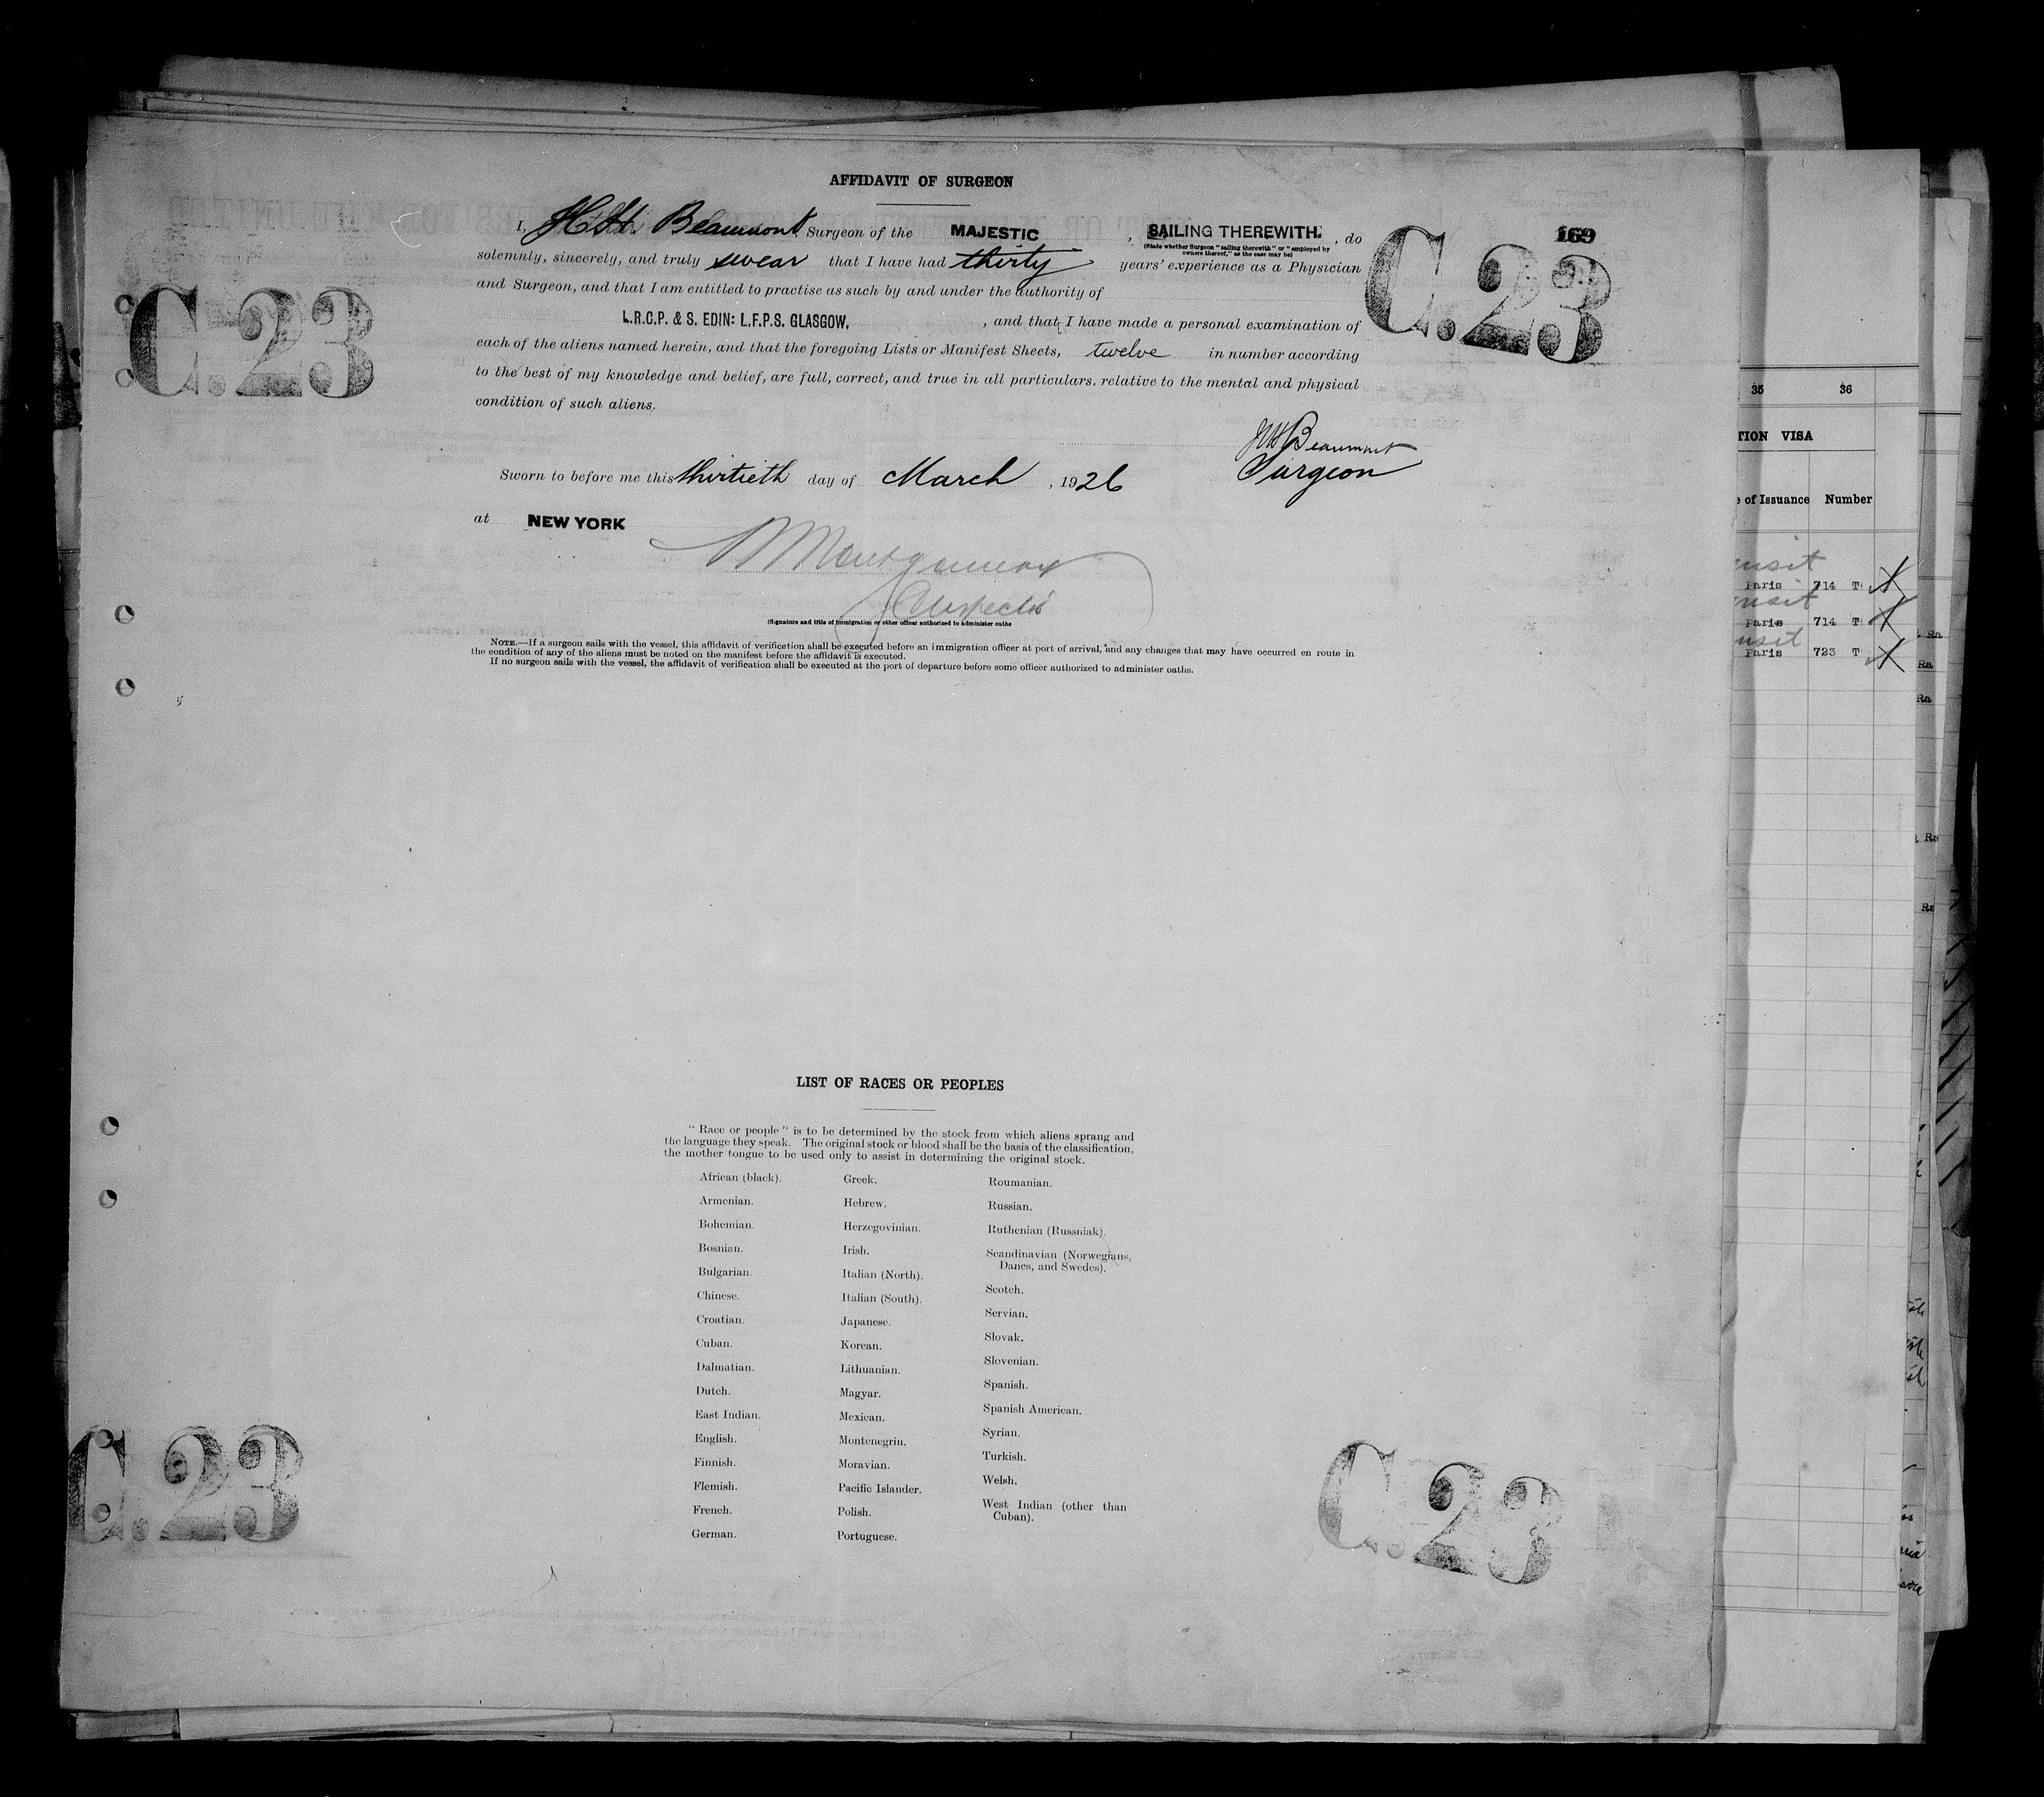 AFFIDAVIT OF SURGEON
169
I, H. H. Beaumont, Surgeon of the MAJESTIC, SAILING THEREWITH., do
(State whether Surgeon "sailing therewith" or "employed by
owners thereof," as the case may be)
solemnly, sincerely, and truly swear that I have had thirty years' experience as a Physician
and Surgeon, and that I am entitled to practise as such by and under the authority of
L.R.C.P. & S. EDIN: L.F.P.S. GLASGOW, , and that I have made a personal examination of
each of the aliens named herein, and that the foregoing Lists or Manifest Sheets, twelve in number according
to the best of my knowledge and belief, are full, correct, and true in all particulars, relative to the mental and physical
condition of such aliens.
C.23
C.23
Beaumont
Surgeon
Sworn to before me this thirtieth day of March, 1926
at NEW YORK
Montgomery
Inspector
(Signature and title of immigration or other officer authorized to administer oaths
NOTE.—If a surgeon sails with the vessel, this affidavit of verification shall be executed before an immigration officer at port of arrival, and any changes that may have occurred en route in
the condition of any of the aliens must be noted on the manifest before the affidavit is executed.
If no surgeon sails with the vessel, the affidavit of verification shall be executed at the port of departure before some officer authorized to administer oaths.
LIST OF RACES OR PEOPLES
"Race or people" is to be determined by the stock from which aliens sprang and
the language they speak. The original stock or blood shall be the basis of the classification,
the mother tongue to be used only to assist in determining the original stock.
African (black).
Armenian.
Bohemian.
Bosnian.
Bulgarian.
Chinese.
Croatian.
Cuban.
Dalmatian.
Dutch.
East Indian.
English.
Finnish.
Flemish.
French.
German.
Greek.
Hebrew.
Herzegovinian.
Irish.
Italian (North).
Italian (South).
Japanese.
Korean.
Lithuanian.
Magyar.
Mexican.
Montenegrin.
Moravian.
Pacific Islander.
Polish.
Portuguese.
Roumanian.
Russian.
Ruthenian (Russniak).
Scandinavian (Norwegians,
Danes, and Swedes).
Scotch.
Servian.
Slovak.
Slovenian.
Spanish.
Spanish American.
Syrian.
Turkish.
Welsh.
West Indian (other than
Cuban).
C.23
C.23
35 36
TION VISA
of Issuance Number
Paris 714 T
Paris 714 T
Paris 723 T
Ra
Ra
Ra